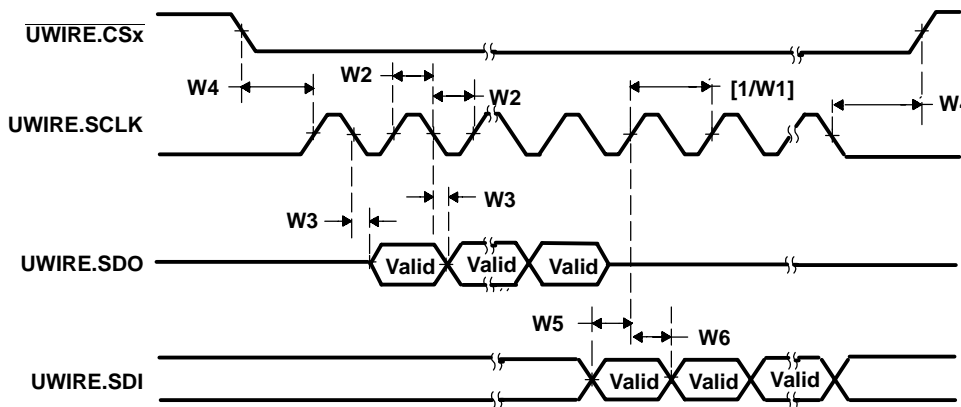 UWIRE.CSx
W2
W4
W2
[1/W1]
W4
UWIRE.SCLK
W3
W3
UWIRE.SDO
Valid
Valid
Valid
W5
W6
UWIRE.SDI
Valid
Valid
Valid